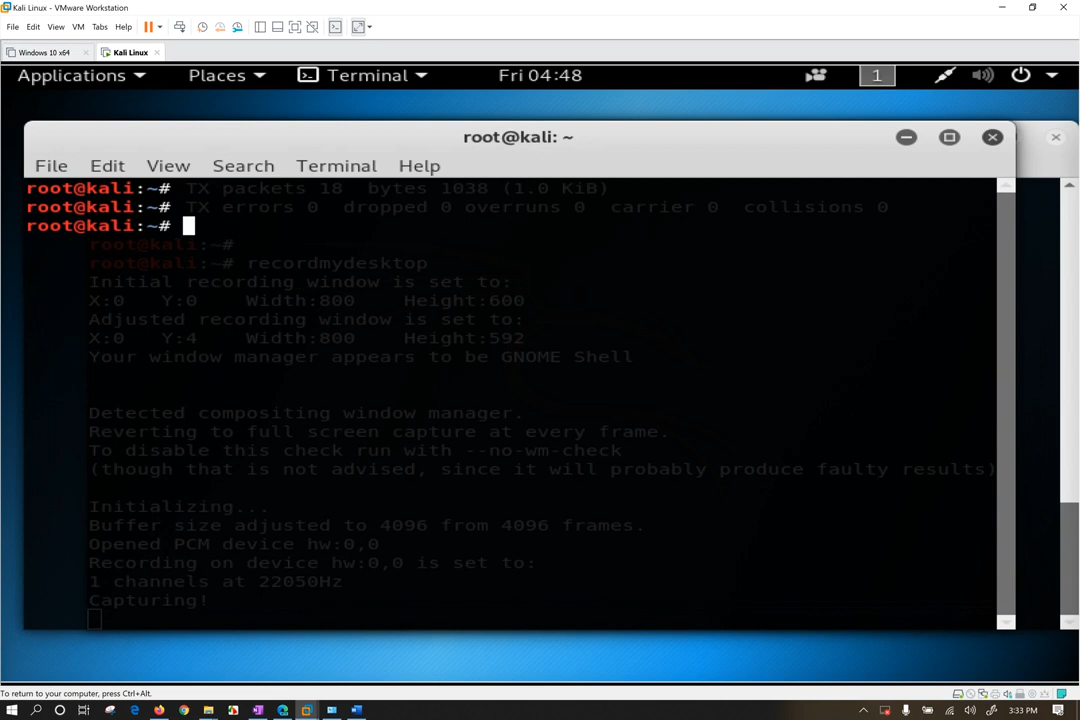 Kali Linux - VMware Workstation
File Edit View VM Tabs Help
Windows 10 x64 Kali Linux
Applications Places Terminal Fri 04:48 1
root@kali: ~
File Edit View Search Terminal Help
root@kali:~# TX packets 18 bytes 1038 (1.0 KiB)
root@kali:~# TX errors 0 dropped 0 overruns 0 carrier 0 collisions 0
root@kali:~#
root@kali:~#
root@kali:~# recordmydesktop
Initial recording window is set to:
X:0 Y:0 Width:800 Height:600
Adjusted recording window is set to:
X:0 Y:4 Width:800 Height:592
Your window manager appears to be GNOME Shell
Detected compositing window manager.
Reverting to full screen capture at every frame.
To disable this check run with --no-wm-check
(though that is not advised, since it will probably produce faulty results)
Initializing...
Buffer size adjusted to 4096 from 4096 frames.
Opened PCM device hw:0,0
Recording on device hw:0,0 is set to:
1 channels at 22050Hz
Capturing!
To return to your computer, press Ctrl+Alt.
3:33 PM